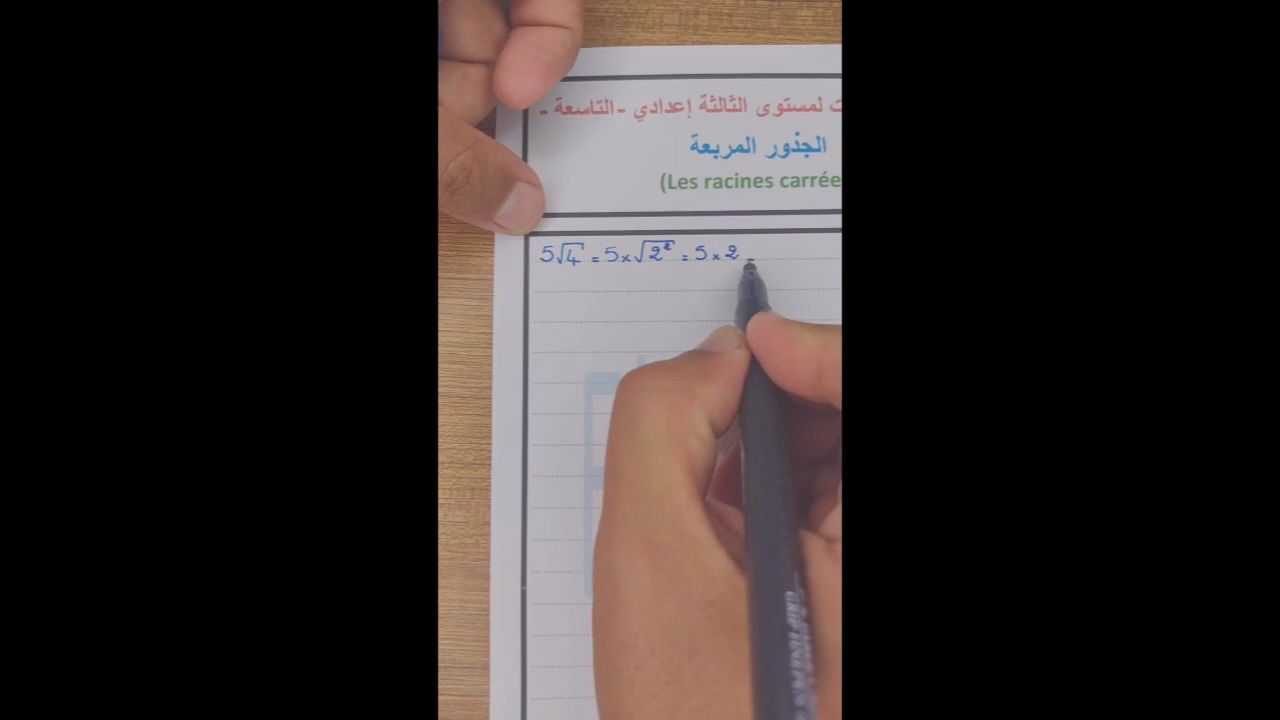 لمستوى الثالثة إعدادي - التاسعة -
الجذور المربعة
(Les racines carrée
5√4 = 5×√2² = 5×2